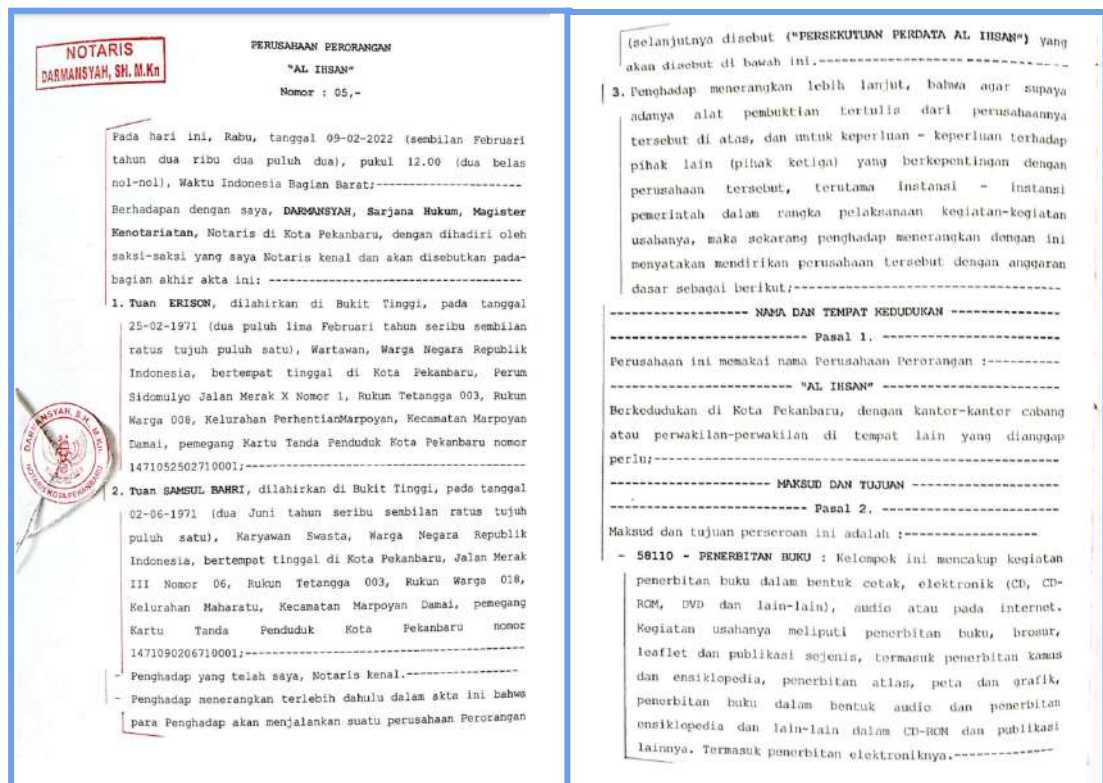 NOTARIS
DARMANSYAH, SH. M.Kn
PERUSAHAAN PERORANGAN
"AL IHSAN"
Nomor : 05,-
Pada hari ini, Rabu, tanggal 09-02-2022 (sembilan Februari
tahun dua ribu dua puluh dua), pukul 12.00 (dua belas
nol-nol), Waktu Indonesia Bagian Barat;---------------------
Berhadapan dengan saya, DARMANSYAH, Sarjana Hukum, Magister
Kenotariatan, Notaris di Kota Pekanbaru, dengan dihadiri oleh
saksi-saksi yang saya Notaris kenal dan akan disebutkan pada-
bagian akhir akta ini: -------------------------------------
1. Tuan ERISON, dilahirkan di Bukit Tinggi, pada tanggal
25-02-1971 (dua puluh lima Februari tahun seribu sembilan
ratus tujuh puluh satu), Wartawan, Warga Negara Republik
Indonesia, bertempat tinggal di Kota Pekanbaru, Perum
Sidomulyo Jalan Merak X Nomor 1, Rukun Tetangga 003, Rukun
Warga 008, Kelurahan PerhentianMarpoyan, Kecamatan Marpoyan
Damai, pemegang Kartu Tanda Penduduk Kota Pekanbaru nomor
1471052502710001;-----------------------------------------
DARMANSYAH, S.H, M.Kn
NOTARIS KOTA PEKANBARU
2. Tuan SAMSUL BAHRI, dilahirkan di Bukit Tinggi, pada tanggal
02-06-1971 (dua Juni tahun seribu sembilan ratus tujuh
puluh satu), Karyawan Swasta, Warga Negara Republik
Indonesia, bertempat tinggal di Kota Pekanbaru, Jalan Merak
III Nomor 06, Rukun Tetangga 003, Rukun Warga 018,
Kelurahan Maharatu, Kecamatan Marpoyan Damai, pemegang
Kartu Tanda Penduduk Kota Pekanbaru nomor
1471090206710001;-----------------------------------------
- Penghadap yang telah saya, Notaris kenal.----------------
- Penghadap menerangkan terlebih dahulu dalam akta ini bahwa
para Penghadap akan menjalankan suatu perusahaan Perorangan
(selanjutnya disebut ("PERSEKUTUAN PERDATA AL IHSAN") yang
akan disebut di bawah ini.----------------------------------
3. Penghadap menerangkan lebih lanjut, bahwa agar supaya
adanya alat pembuktian tertulis dari perusahaannya
tersebut di atas, dan untuk keperluan - keperluan terhadap
pihak lain (pihak ketiga) yang berkepentingan dengan
perusahaan tersebut, terutama instansi - instansi
pemerintah dalam rangka pelaksanaan kegiatan-kegiatan
usahanya, maka sekarang penghadap menerangkan dengan ini
menyatakan mendirikan perusahaan tersebut dengan anggaran
dasar sebagai berikut;--------------------------------------
------------------- NAMA DAN TEMPAT KEDUDUKAN ---------------
--------------------------- Pasal 1. ------------------------
Perusahaan ini memakai nama Perusahaan Perorangan :----------
------------------------- "AL IHSAN" ------------------------
Berkedudukan di Kota Pekanbaru, dengan kantor-kantor cabang
atau perwakilan-perwakilan di tempat lain yang dianggap
perlu;------------------------------------------------------
---------------------- MAKSUD DAN TUJUAN --------------------
--------------------------- Pasal 2. ------------------------
Maksud dan tujuan perseroan ini adalah :------------------
- 58110 - PENERBITAN BUKU : Kelompok ini mencakup kegiatan
penerbitan buku dalam bentuk cetak, elektronik (CD, CD-
ROM, DVD dan lain-lain), audio atau pada internet.
Kegiatan usahanya meliputi penerbitan buku, brosur,
leaflet dan publikasi sejenis, termasuk penerbitan kamus
dan ensiklopedia, penerbitan atlas, peta dan grafik,
penerbitan buku dalam bentuk audio dan penerbitan
ensiklopedia dan lain-lain dalam CD-ROM dan publikasi
lainnya. Termasuk penerbitan elektroniknya.--------------